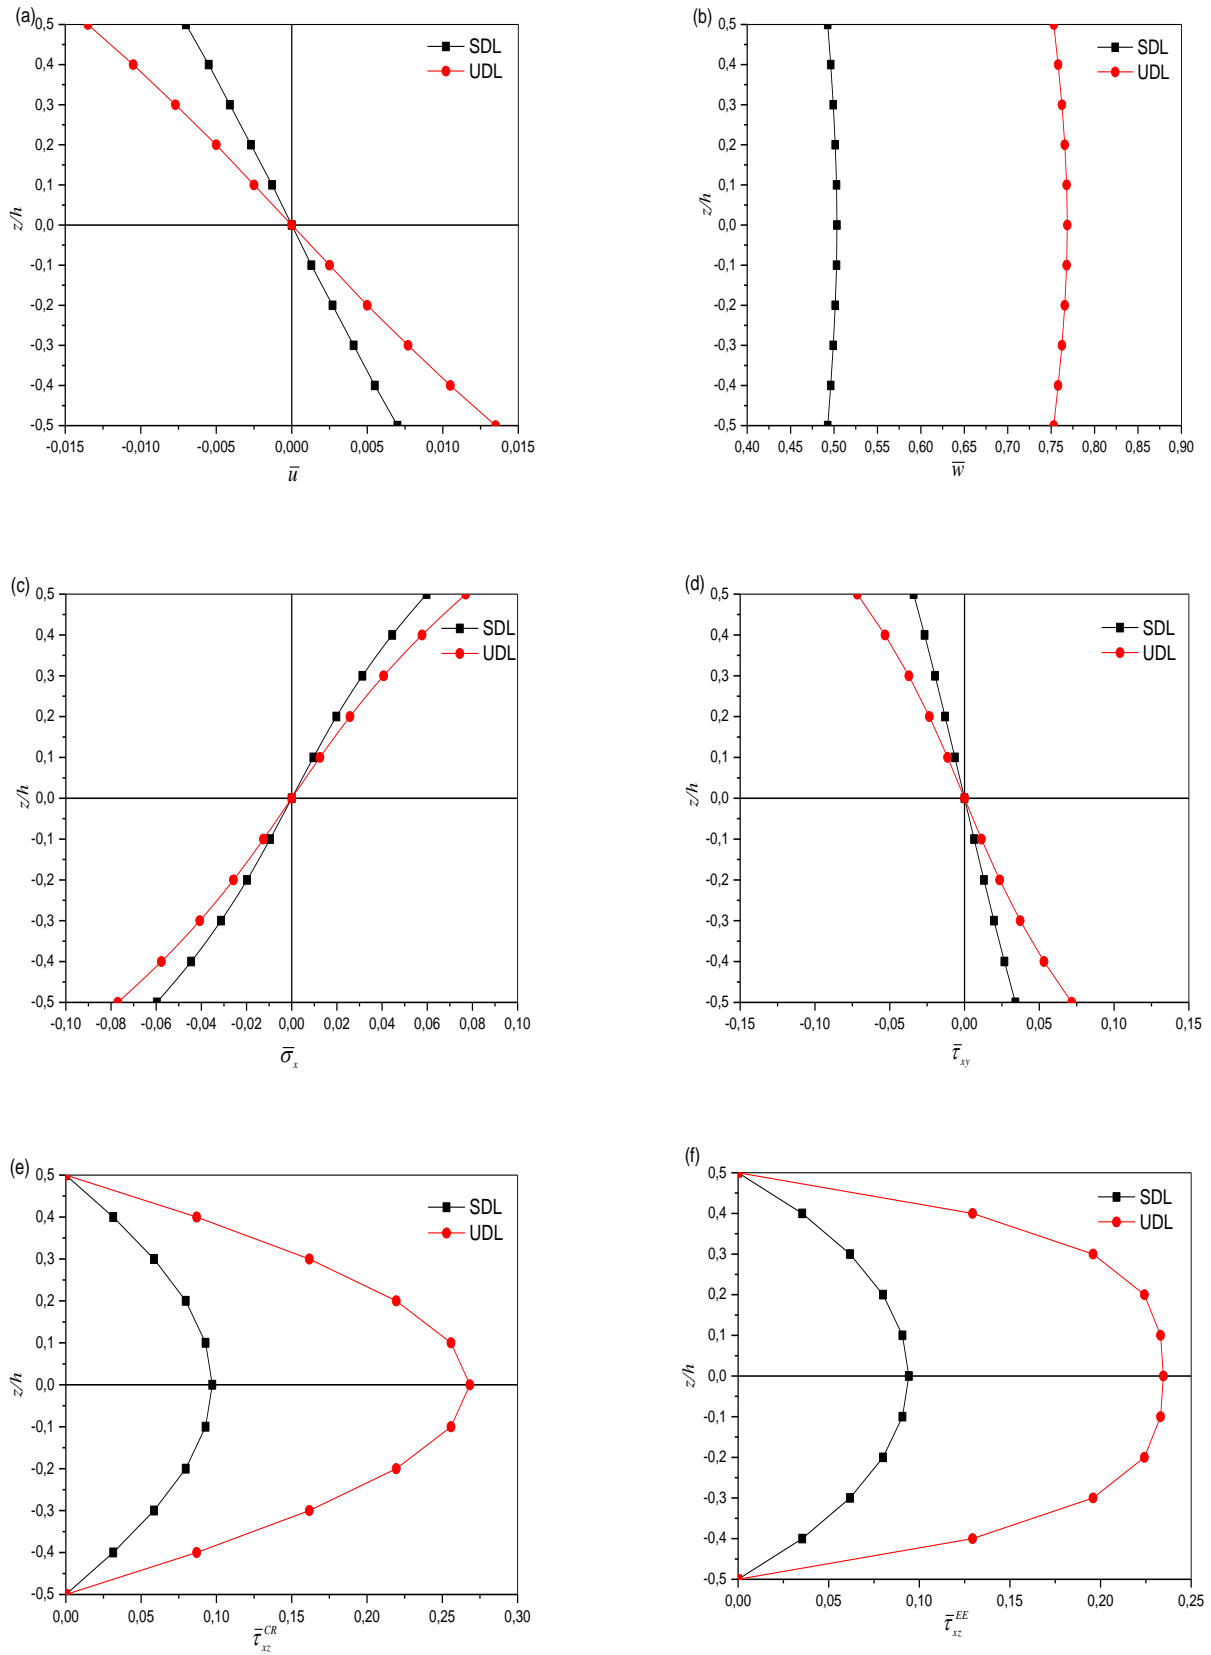 (a)
0,5
0,4
0,3
0,2
0,1
0,0
-0,1
-0,2
-0,3
-0,4
-0,5
z/h
SDL
UDL
-0,015 -0,010 -0,005 0,000 0,005 0,010 0,015
u̅
(b)
0,5
0,4
0,3
0,2
0,1
0,0
-0,1
-0,2
-0,3
-0,4
-0,5
z/h
SDL
UDL
0,40 0,45 0,50 0,55 0,60 0,65 0,70 0,75 0,80 0,85 0,90
w̅
(c)
0,5
0,4
0,3
0,2
0,1
0,0
-0,1
-0,2
-0,3
-0,4
-0,5
z/h
SDL
UDL
-0,10 -0,08 -0,06 -0,04 -0,02 0,00 0,02 0,04 0,06 0,08 0,10
σ̅x
(d)
0,5
0,4
0,3
0,2
0,1
0,0
-0,1
-0,2
-0,3
-0,4
-0,5
z/h
SDL
UDL
-0,15 -0,10 -0,05 0,00 0,05 0,10 0,15
τ̅xy
(e)
0,5
0,4
0,3
0,2
0,1
0,0
-0,1
-0,2
-0,3
-0,4
-0,5
z/h
SDL
UDL
0,00 0,05 0,10 0,15 0,20 0,25 0,30
τ̅xz CR
(f)
0,5
0,4
0,3
0,2
0,1
0,0
-0,1
-0,2
-0,3
-0,4
-0,5
z/h
SDL
UDL
0,00 0,05 0,10 0,15 0,20 0,25
τ̅xz EE